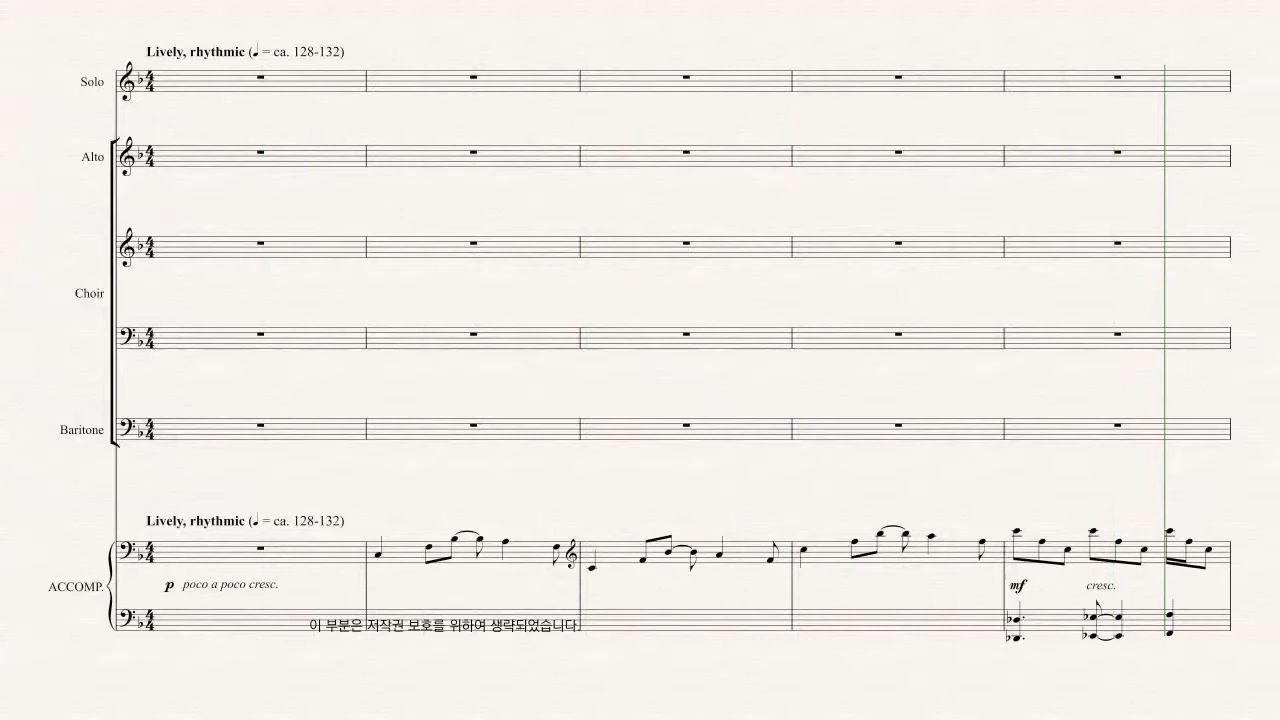 Lively, rhythmic (♩ = ca. 128-132)
Solo
Alto
Choir
Baritone
Lively, rhythmic (♩ = ca. 128-132)
ACCOMP.
p poco a poco cresc.
mf cresc.
이 부분은 저작권 보호를 위하여 생략되었습니다.